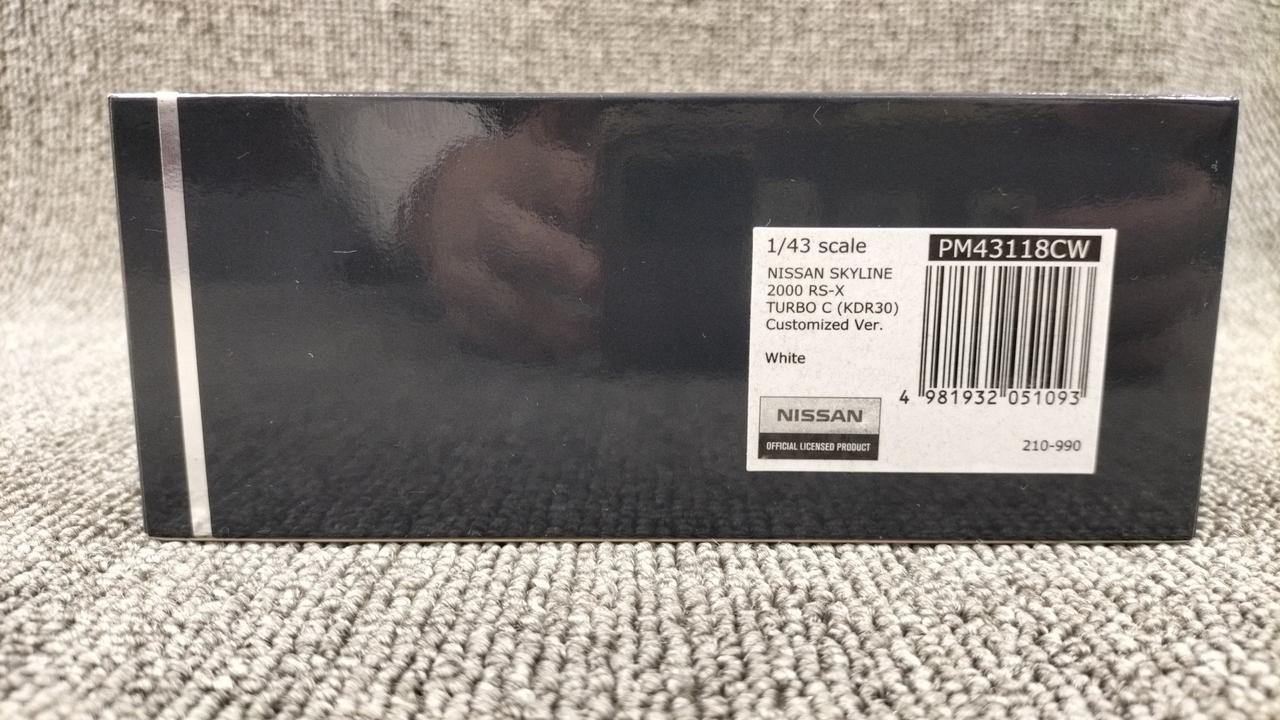 1/43 scale
PM43118CW
NISSAN SKYLINE
2000 RS-X
TURBO C (KDR30)
Customized Ver.
White
4 981932 051093
NISSAN
OFFICIAL LICENSED PRODUCT
210-990